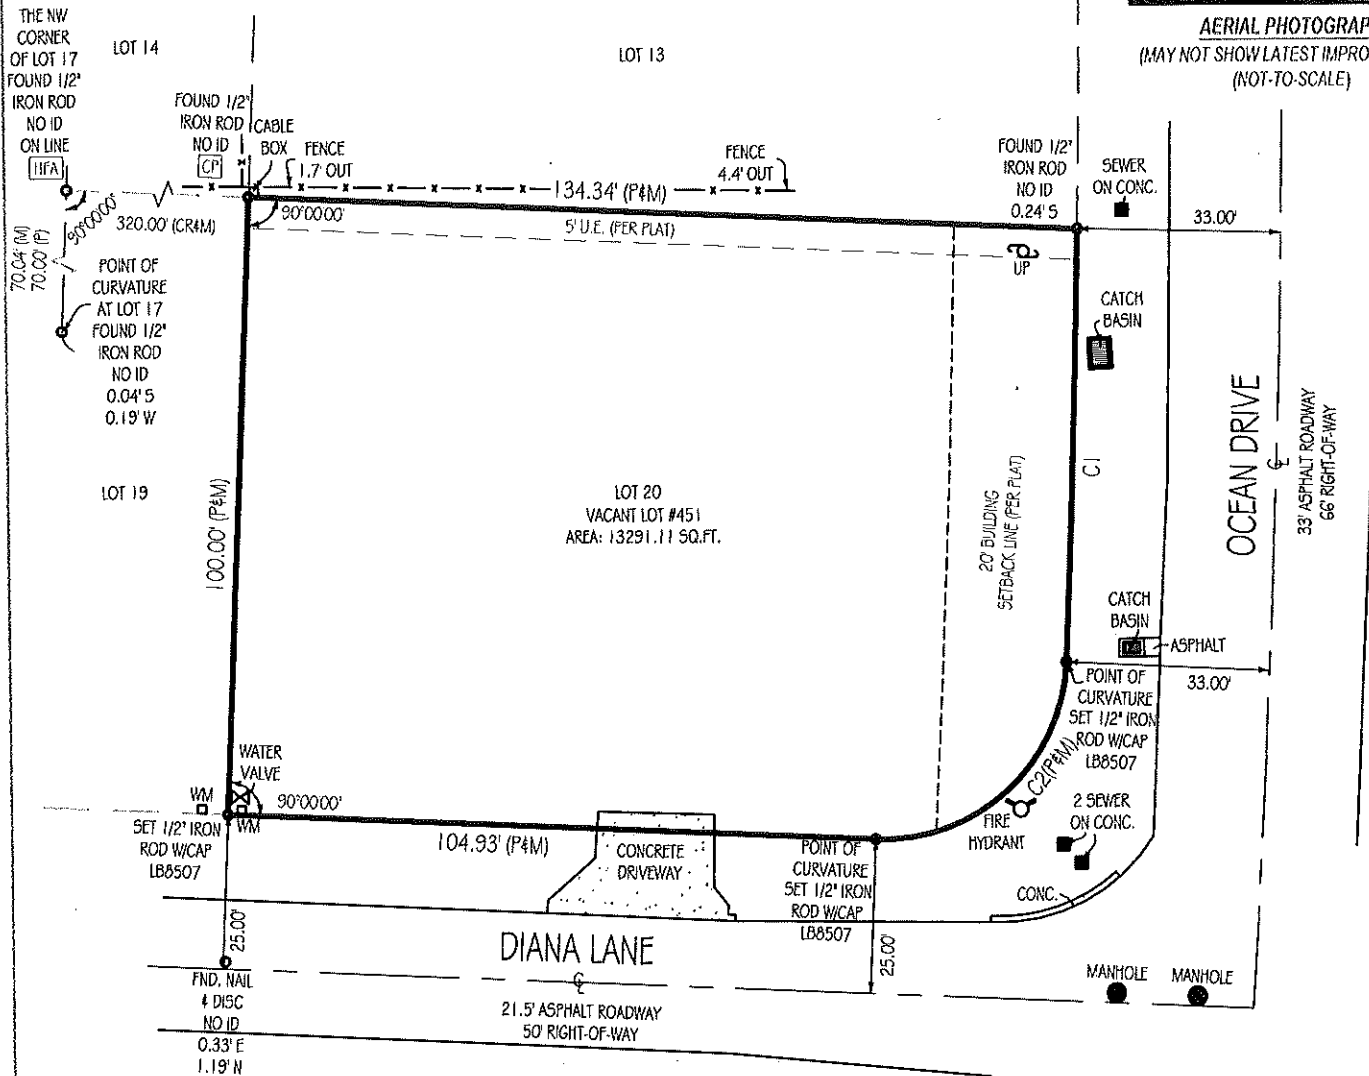 THE NW
CORNER
OF LOT 17
FOUND 1/2"
IRON ROD
NO ID
ON LINE
HFA
LOT 14
LOT 13
AERIAL PHOTOGRAP
(MAY NOT SHOW LATEST IMPRO
(NOT-TO-SCALE)
FOUND 1/2"
IRON ROD
NO ID
CP
CABLE
BOX
FENCE
1.7' OUT
134.34' (P&M)
FENCE
4.4' OUT
FOUND 1/2"
IRON ROD
NO ID
0.24' S
SEWER
ON CONC.
33.00'
90°00'00"
320.00' (CR&M)
70.04' (M)
70.00' (P)
90°00'00"
5' U.E. (PER PLAT)
UP
POINT OF
CURVATURE
AT LOT 17
FOUND 1/2"
IRON ROD
NO ID
0.04' S
0.19' W
CATCH
BASIN
LOT 19
100.00' (P&M)
LOT 20
VACANT LOT #451
AREA: 13291.11 SQ.FT.
20' BUILDING
SETBACK LINE (PER PLAT)
C1
OCEAN DRIVE
33' ASPHALT ROADWAY
66' RIGHT-OF-WAY
CATCH
BASIN
ASPHALT
33.00'
POINT OF
CURVATURE
SET 1/2" IRON
ROD W/CAP
LB8507
C2(P&M)
WATER
VALVE
WM
WM
90°00'00"
SET 1/2" IRON
ROD W/CAP
LB8507
104.93' (P&M)
CONCRETE
DRIVEWAY
POINT OF
CURVATURE
SET 1/2" IRON
ROD W/CAP
LB8507
FIRE
HYDRANT
2 SEWER
ON CONC.
CONC.
25.00'
25.00'
DIANA LANE
21.5' ASPHALT ROADWAY
50' RIGHT-OF-WAY
MANHOLE
MANHOLE
FND. NAIL
& DISC
NO ID
0.33' E
1.19' N